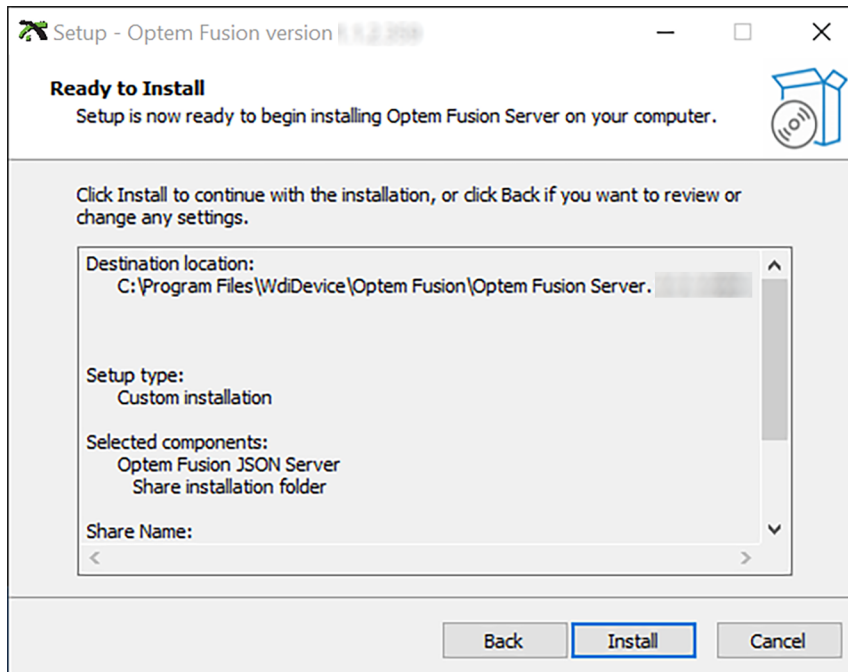 Setup - Optem Fusion version
Ready to Install
Setup is now ready to begin installing Optem Fusion Server on your computer.
Click Install to continue with the installation, or click Back if you want to review or
change any settings.
Destination location:
C:\Program Files\WdiDevice\Optem Fusion\Optem Fusion Server.
Setup type:
Custom installation
Selected components:
Optem Fusion JSON Server
Share installation folder
Share Name:
Back
Install
Cancel